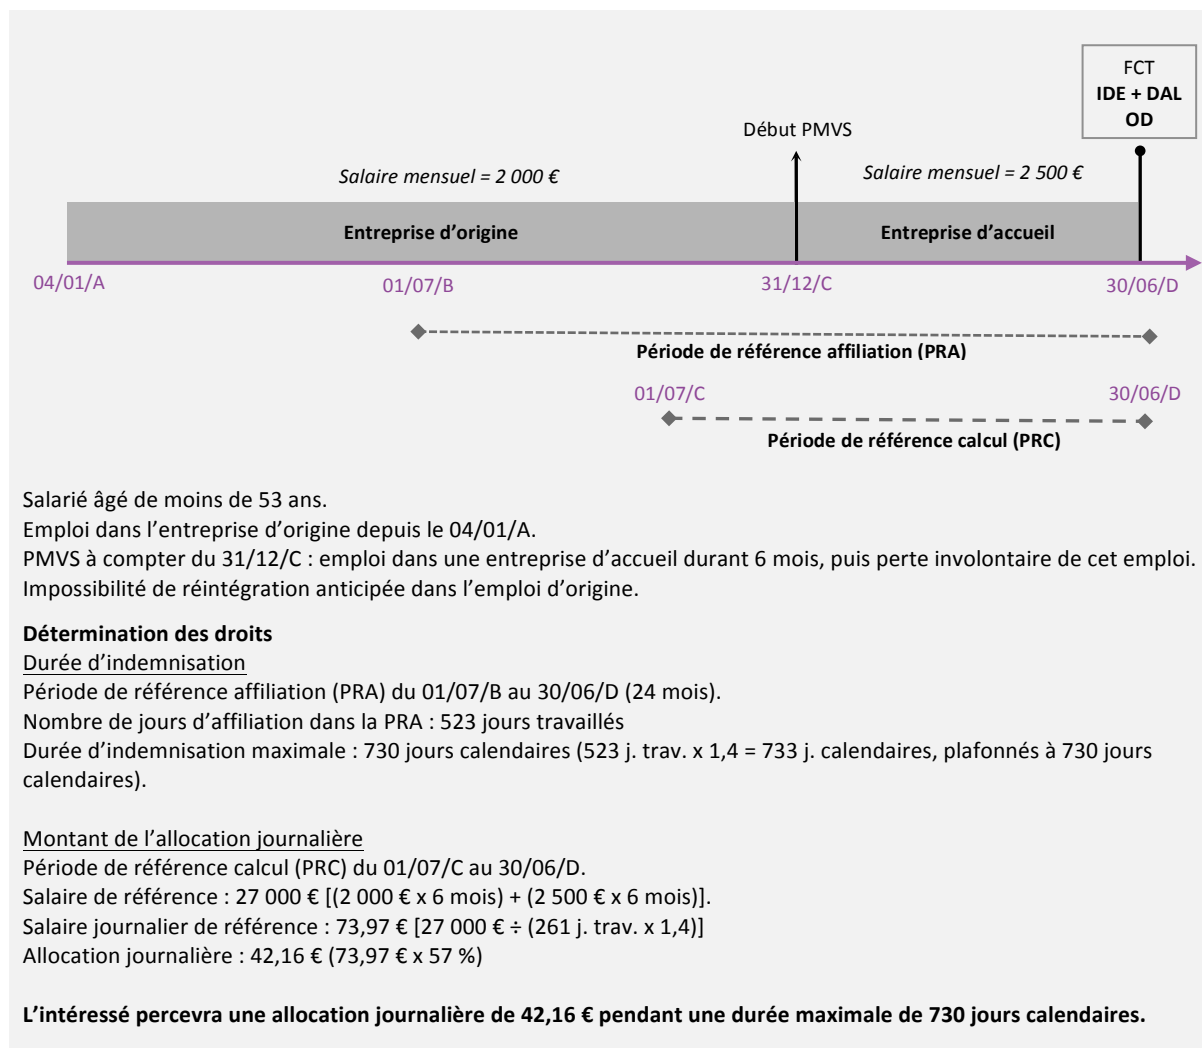 FCT
IDE + DAL
OD
Début PMVS
Salaire mensuel = 2 000 €
Salaire mensuel = 2 500 €
Entreprise d’origine
Entreprise d’accueil
04/01/A
01/07/B
31/12/C
30/06/D
Période de référence affiliation (PRA)
01/07/C
30/06/D
Période de référence calcul (PRC)
Salarié âgé de moins de 53 ans.
Emploi dans l’entreprise d’origine depuis le 04/01/A.
PMVS à compter du 31/12/C : emploi dans une entreprise d’accueil durant 6 mois, puis perte involontaire de cet emploi.
Impossibilité de réintégration anticipée dans l’emploi d’origine.
Détermination des droits
Durée d’indemnisation
Période de référence affiliation (PRA) du 01/07/B au 30/06/D (24 mois).
Nombre de jours d’affiliation dans la PRA : 523 jours travaillés
Durée d’indemnisation maximale : 730 jours calendaires (523 j. trav. x 1,4 = 733 j. calendaires, plafonnés à 730 jours
calendaires).
Montant de l’allocation journalière
Période de référence calcul (PRC) du 01/07/C au 30/06/D.
Salaire de référence : 27 000 € [(2 000 € x 6 mois) + (2 500 € x 6 mois)].
Salaire journalier de référence : 73,97 € [27 000 € ÷ (261 j. trav. x 1,4)]
Allocation journalière : 42,16 € (73,97 € x 57 %)
L’intéressé percevra une allocation journalière de 42,16 € pendant une durée maximale de 730 jours calendaires.